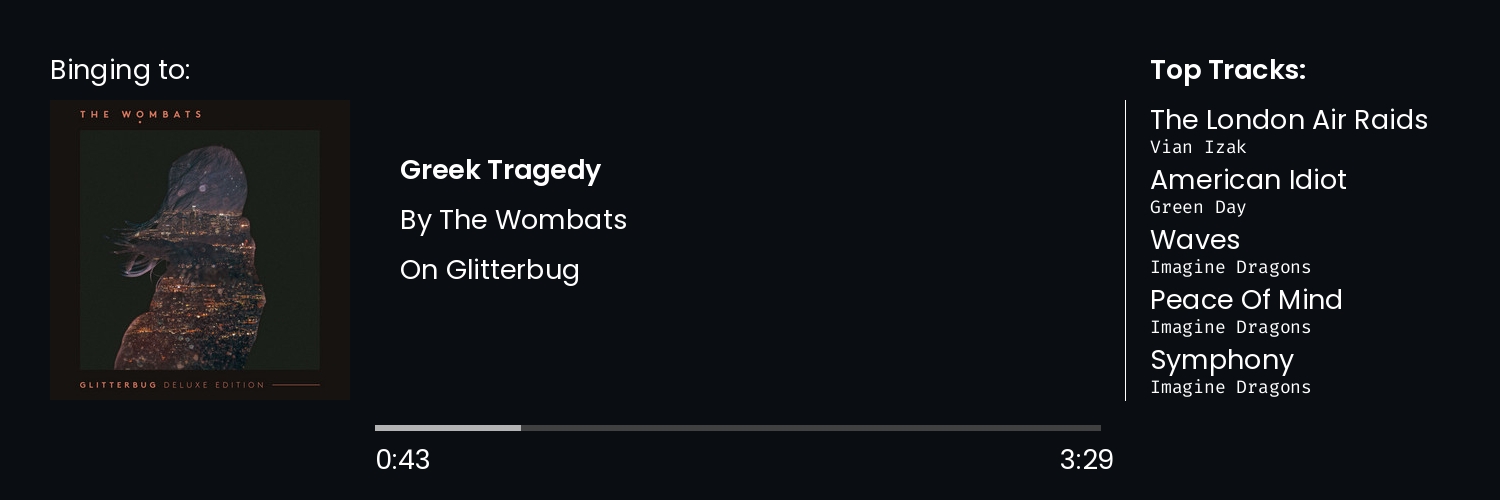 Binging to:
THE WOMBATS
GLITTERBUG DELUXE EDITION
Greek Tragedy
By The Wombats
On Glitterbug
0:43
3:29
Top Tracks:
The London Air Raids
Vian Izak
American Idiot
Green Day
Waves
Imagine Dragons
Peace Of Mind
Imagine Dragons
Symphony
Imagine Dragons